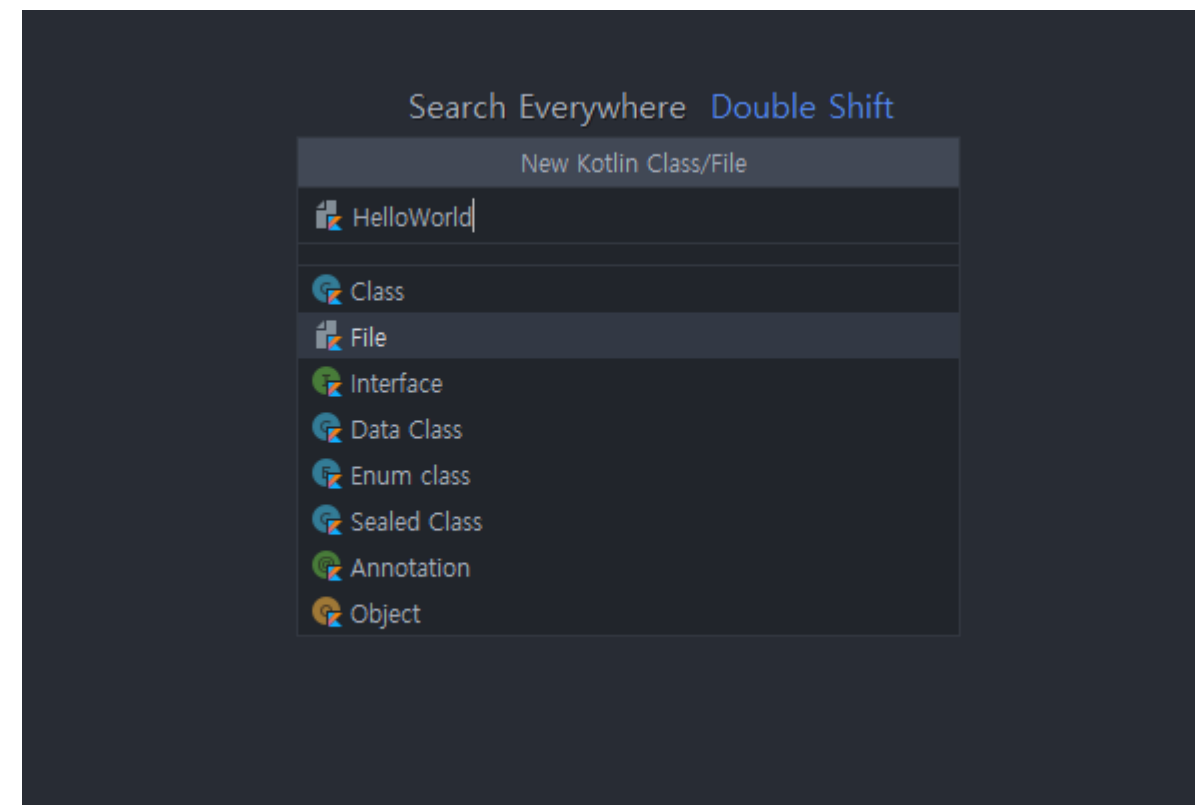 Search Everywhere Double Shift
New Kotlin Class/File
HelloWorld
Class
File
Interface
Data Class
Enum class
Sealed Class
Annotation
Object